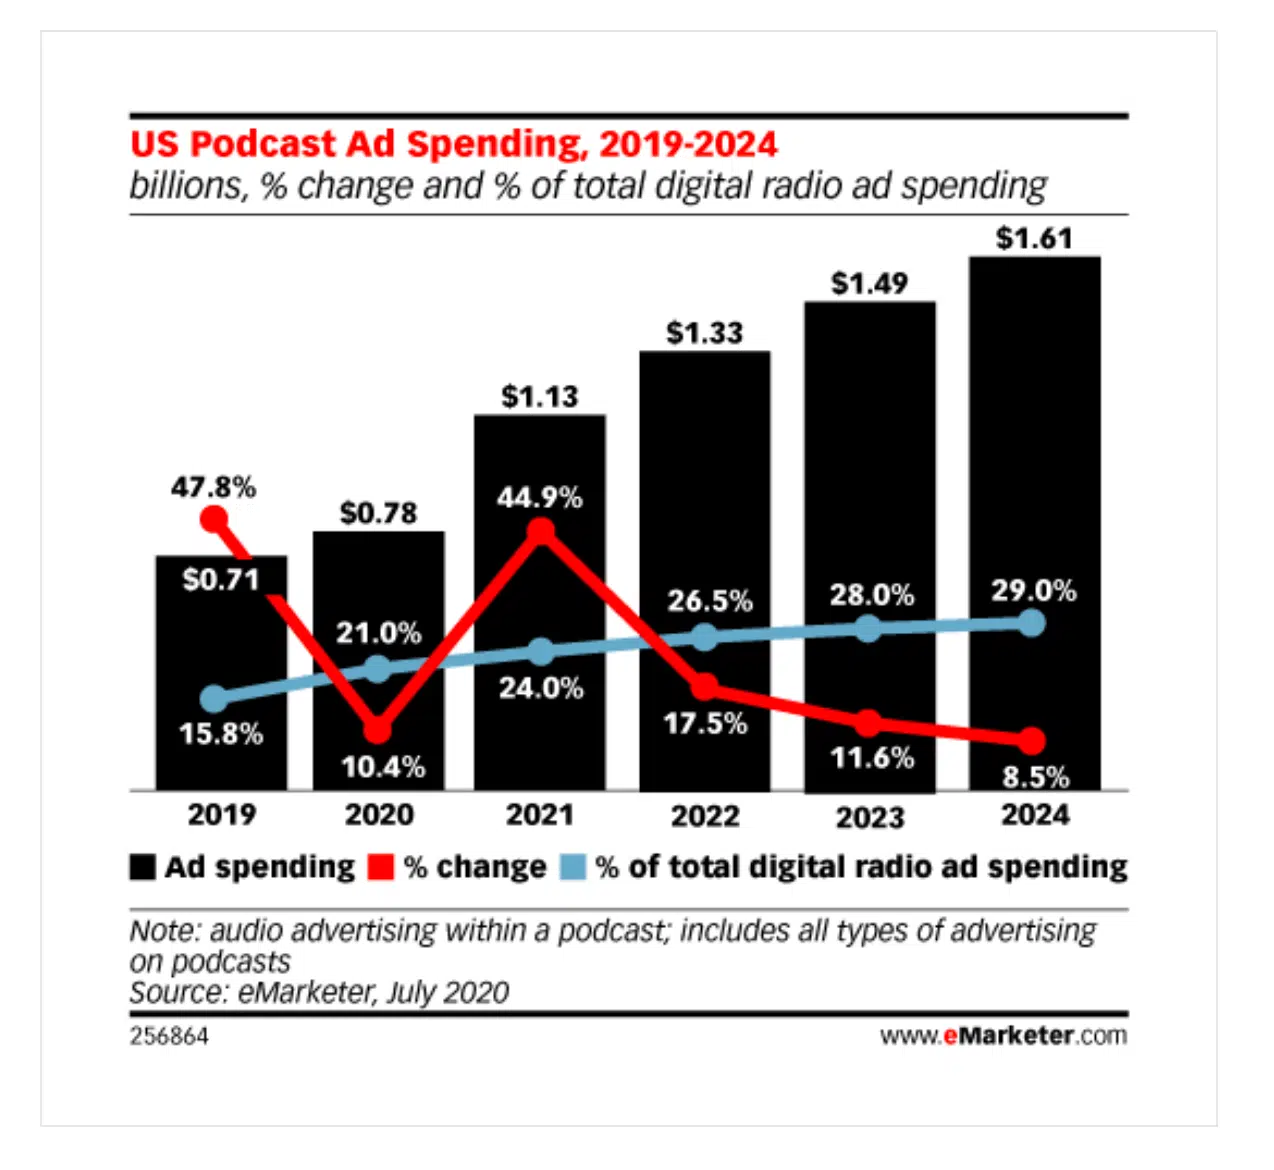 US Podcast Ad Spending, 2019-2024
billions, % change and % of total digital radio ad spending
$1.61
$1.49
$1.33
$1.13
47.8%
44.9%
$0.78
$0.71
26.5%
28.0%
29.0%
21.0%
24.0%
15.8%
17.5%
10.4%
11.6%
8.5%
2019 2020 2021 2022 2023 2024
Ad spending % change % of total digital radio ad spending
Note: audio advertising within a podcast; includes all types of advertising
on podcasts
Source: eMarketer, July 2020
256864 www.eMarketer.com